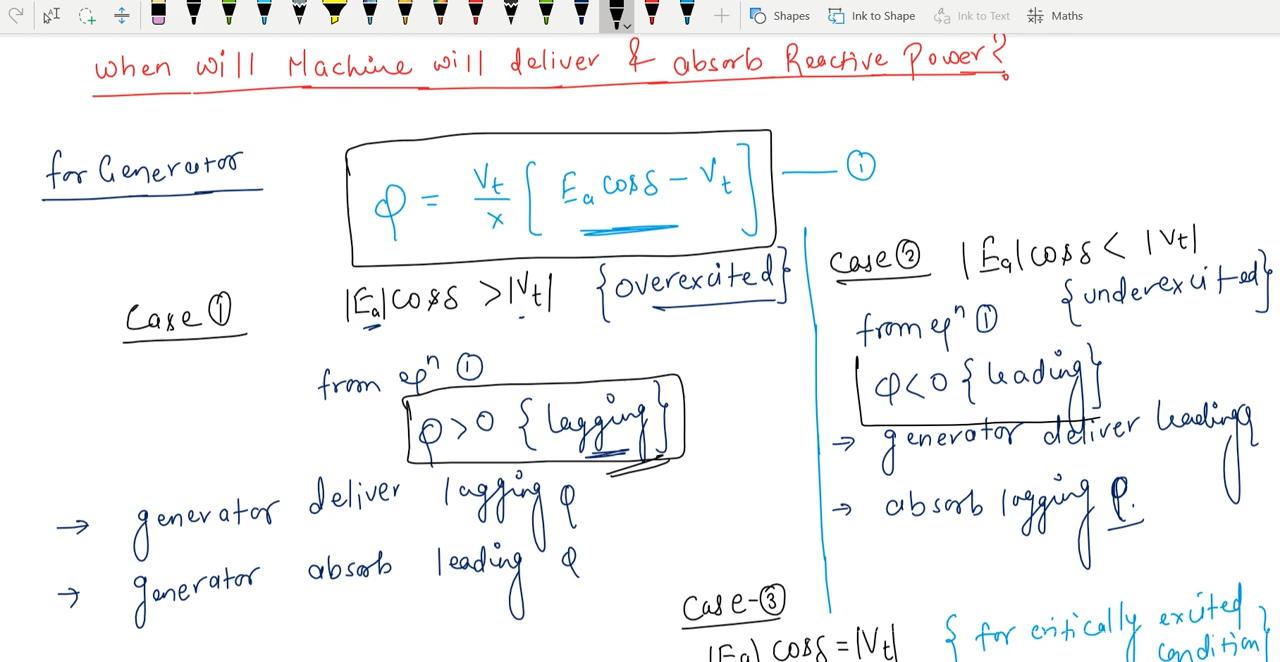 Shapes Ink to Shape Ink to Text Maths
When will Machine will deliver & absorb Reactive Power?
for Generator
Q = Vt/x [Ea cosδ - Vt] — ①
Case ①
|Ea|cosδ > |Vt| {overexcited}
from eqn ①
Q>0 {lagging}
→ generator deliver lagging Q
→ generator absorb leading Q
Case ② |Ea|cosδ < |Vt|
{underexcited}
from eqn ①
Q<0 {leading}
→ generator deliver leading Q
→ absorb lagging Q.
Case-③
|Ea| cosδ = |Vt| { for critically excited
condition}